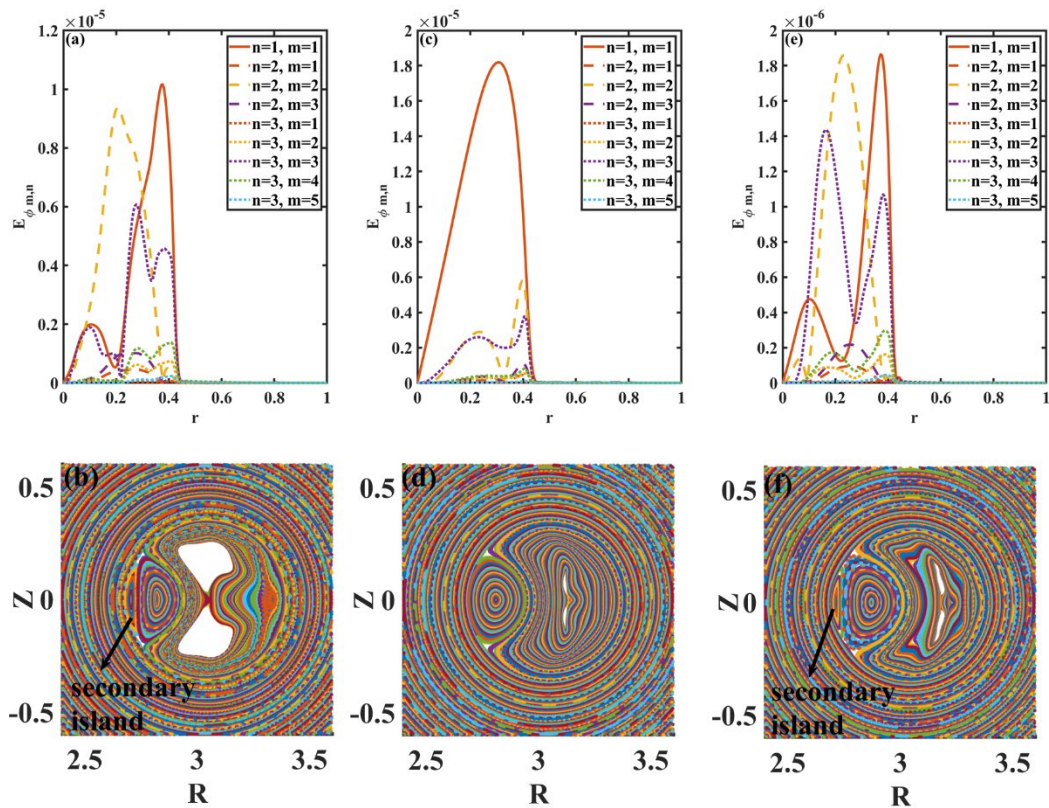 ×10⁻⁵
(a)
1.2
1
0.8
0.6
0.4
0.2
0
E ϕ m,n
n=1, m=1
n=2, m=1
n=2, m=2
n=2, m=3
n=3, m=1
n=3, m=2
n=3, m=3
n=3, m=4
n=3, m=5
0 0.2 0.4 0.6 0.8 1
r
×10⁻⁵
(c)
2
1.8
1.6
1.4
1.2
1
0.8
0.6
0.4
0.2
0
E ϕ m,n
n=1, m=1
n=2, m=1
n=2, m=2
n=2, m=3
n=3, m=1
n=3, m=2
n=3, m=3
n=3, m=4
n=3, m=5
0 0.2 0.4 0.6 0.8 1
r
×10⁻⁶
(e)
2
1.8
1.6
1.4
1.2
1
0.8
0.6
0.4
0.2
0
E ϕ m,n
n=1, m=1
n=2, m=1
n=2, m=2
n=2, m=3
n=3, m=1
n=3, m=2
n=3, m=3
n=3, m=4
n=3, m=5
0 0.2 0.4 0.6 0.8 1
r
(b)
0.5
0
-0.5
Z
secondary
island
2.5 3 3.5
R
(d)
0.5
0
-0.5
Z
2.5 3 3.5
R
(f)
0.5
0
-0.5
Z
secondary
island
2.5 3 3.5
R